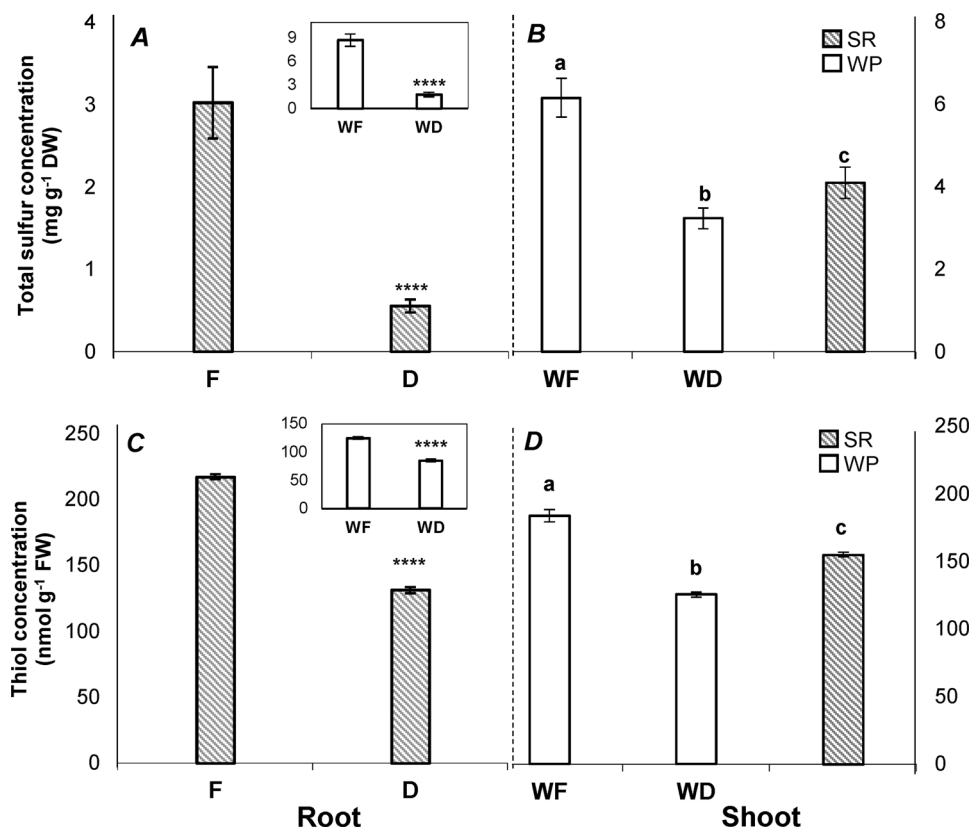 Total sulfur concentration
(mg g-1 DW)
4
3
2
1
0
A
9
6
3
0
****
WF WD
****
F D
B
SR
WP
a
b
c
8
6
4
2
0
WF WD
Thiol concentration
(nmol g-1 FW)
250
200
150
100
50
0
C
150
100
50
0
****
WF WD
****
F D
Root
D
SR
WP
a
b
c
250
200
150
100
50
0
WF WD
Shoot